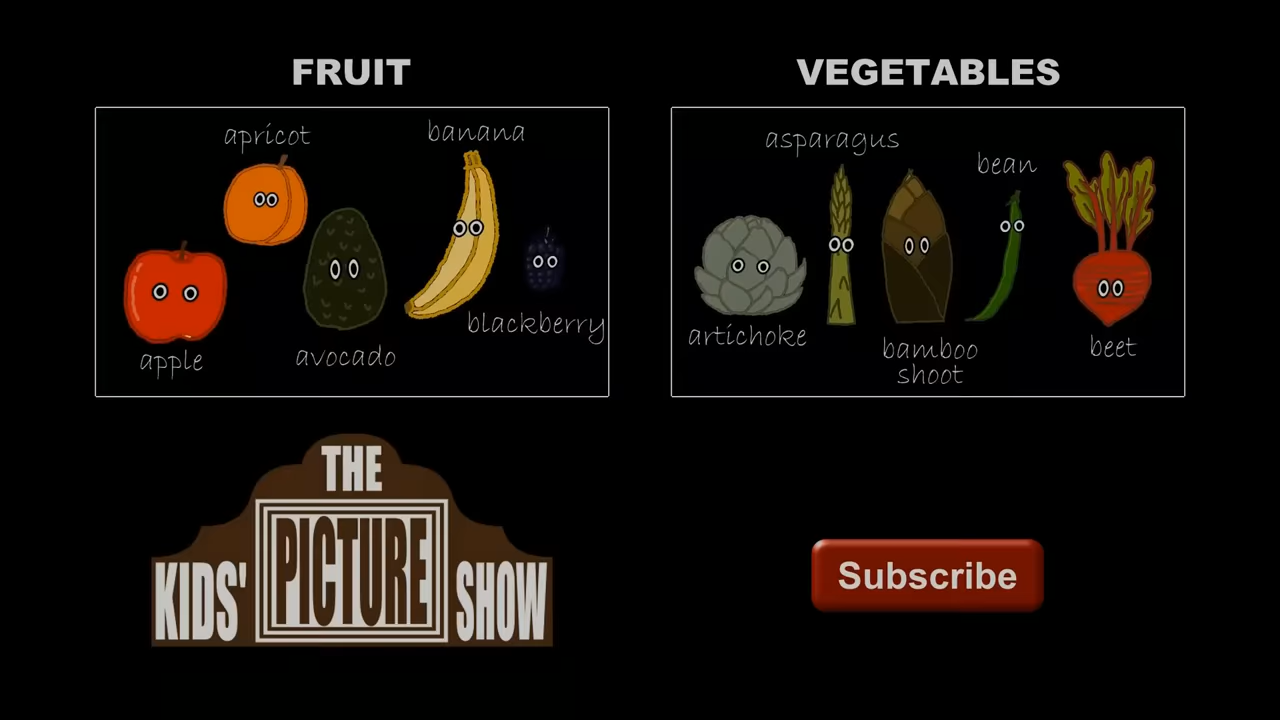 FRUIT
apricot
banana
blackberry
apple
avocado
VEGETABLES
asparagus
bean
artichoke
bamboo
shoot
beet
THE
KIDS' PICTURE SHOW
Subscribe